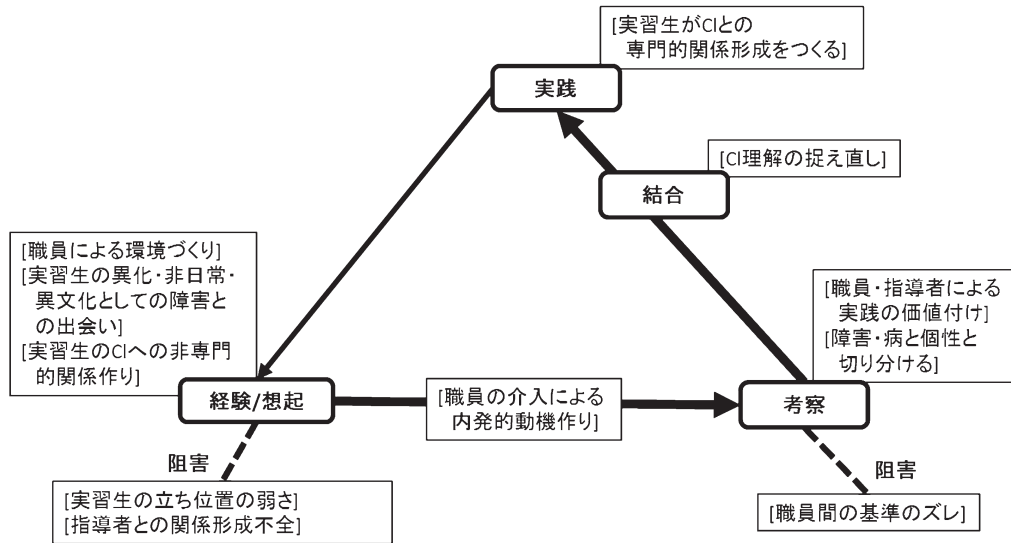 [実習生がClとの
専門的関係形成をつくる]
実践
[Cl理解の捉え直し]
結合
[職員による環境づくり]
[実習生の異化・非日常・
異文化としての障害と
の出会い]
[実習生のClへの非専門
的関係作り]
[職員・指導者による
実践の価値付け]
[障害・病と個性と
切り分ける]
経験/想起
[職員の介入による
内発的動機作り]
考察
阻害
[実習生の立ち位置の弱さ]
[指導者との関係形成不全]
阻害
[職員間の基準のズレ]